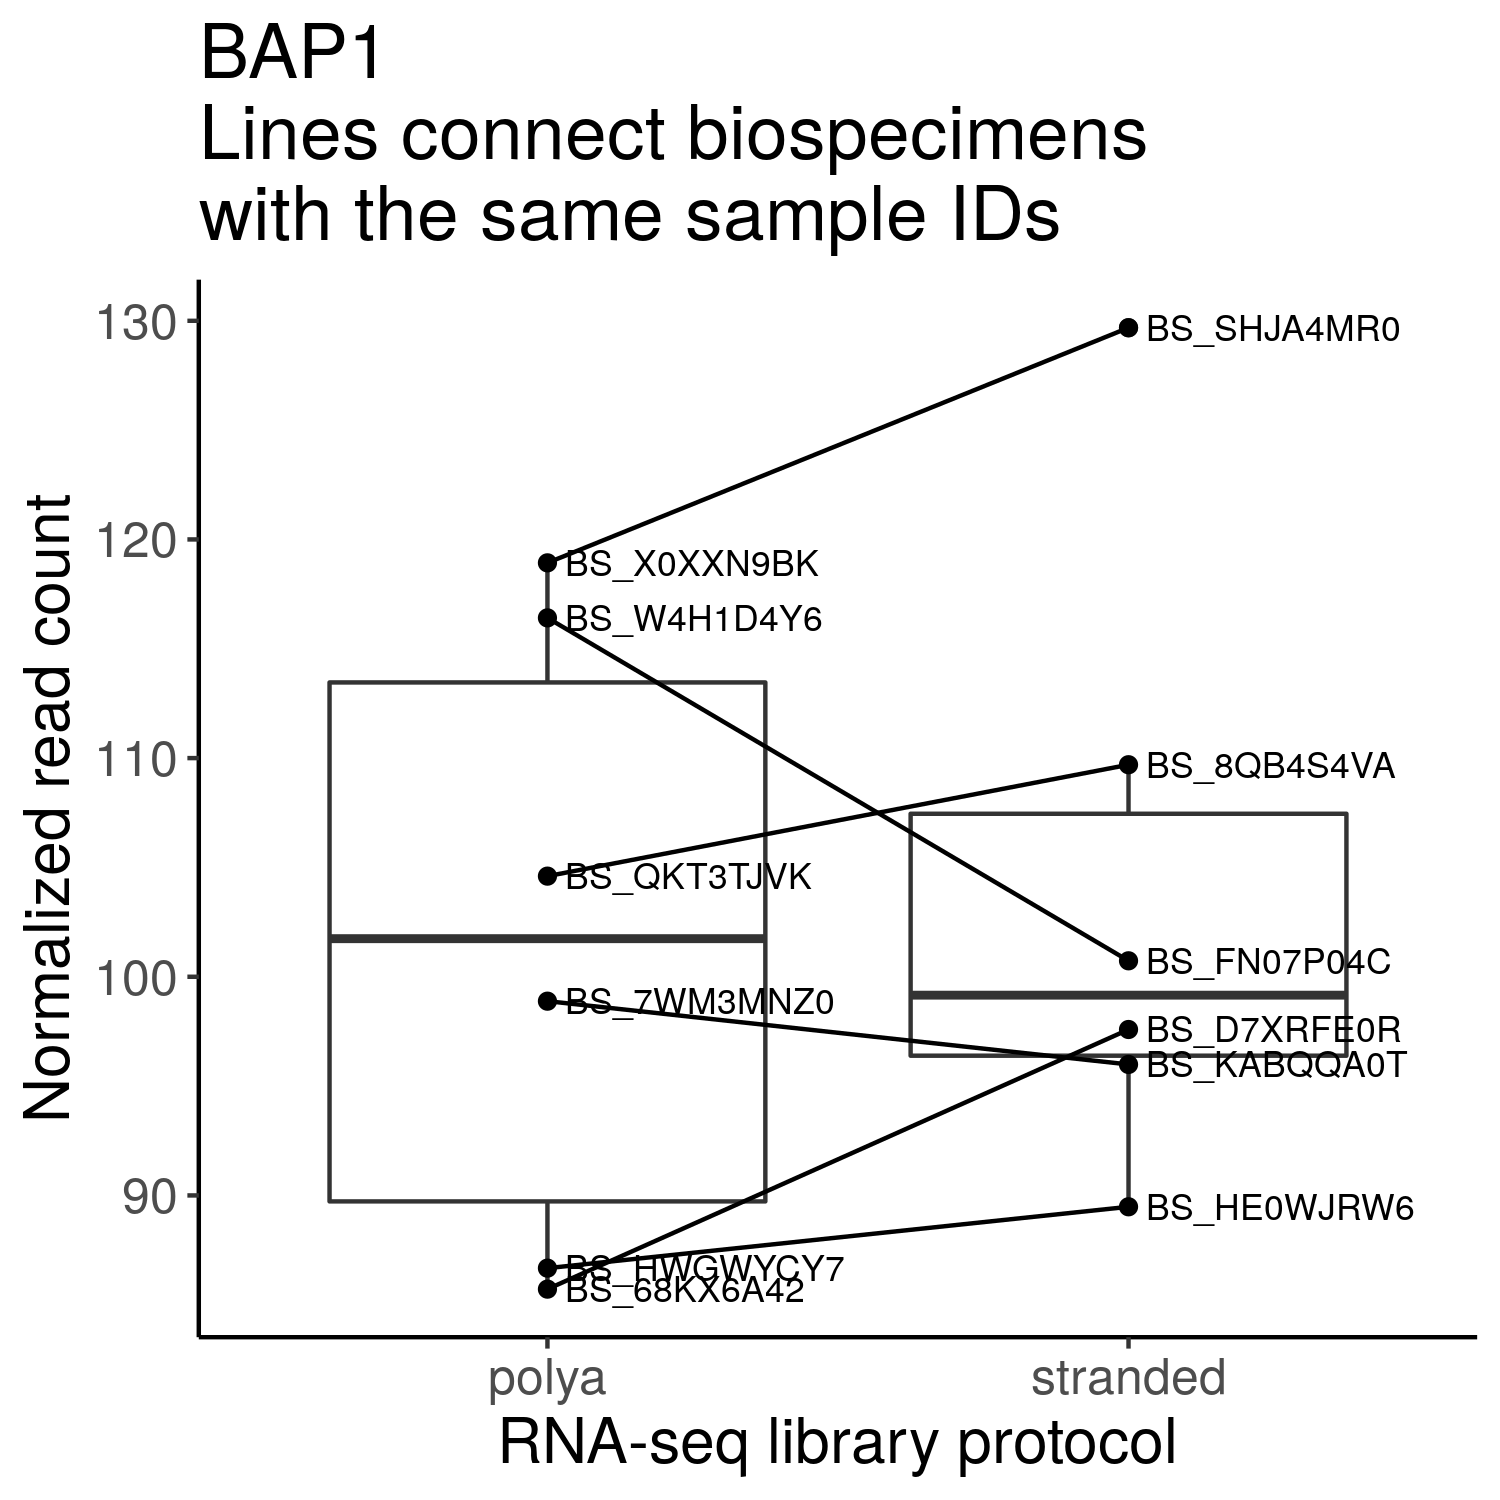 BAP1
Lines connect biospecimens
with the same sample IDs
Normalized read count
130
120
110
100
90
BS_SHJA4MR0
BS_X0XXN9BK
BS_W4H1D4Y6
BS_8QB4S4VA
BS_QKT3TJVK
BS_FN07P04C
BS_7WM3MNZ0
BS_D7XRFE0R
BS_KABQQA0T
BS_HE0WJRW6
BS_HWGWYCY7
BS_68KX6A42
polya
stranded
RNA-seq library protocol